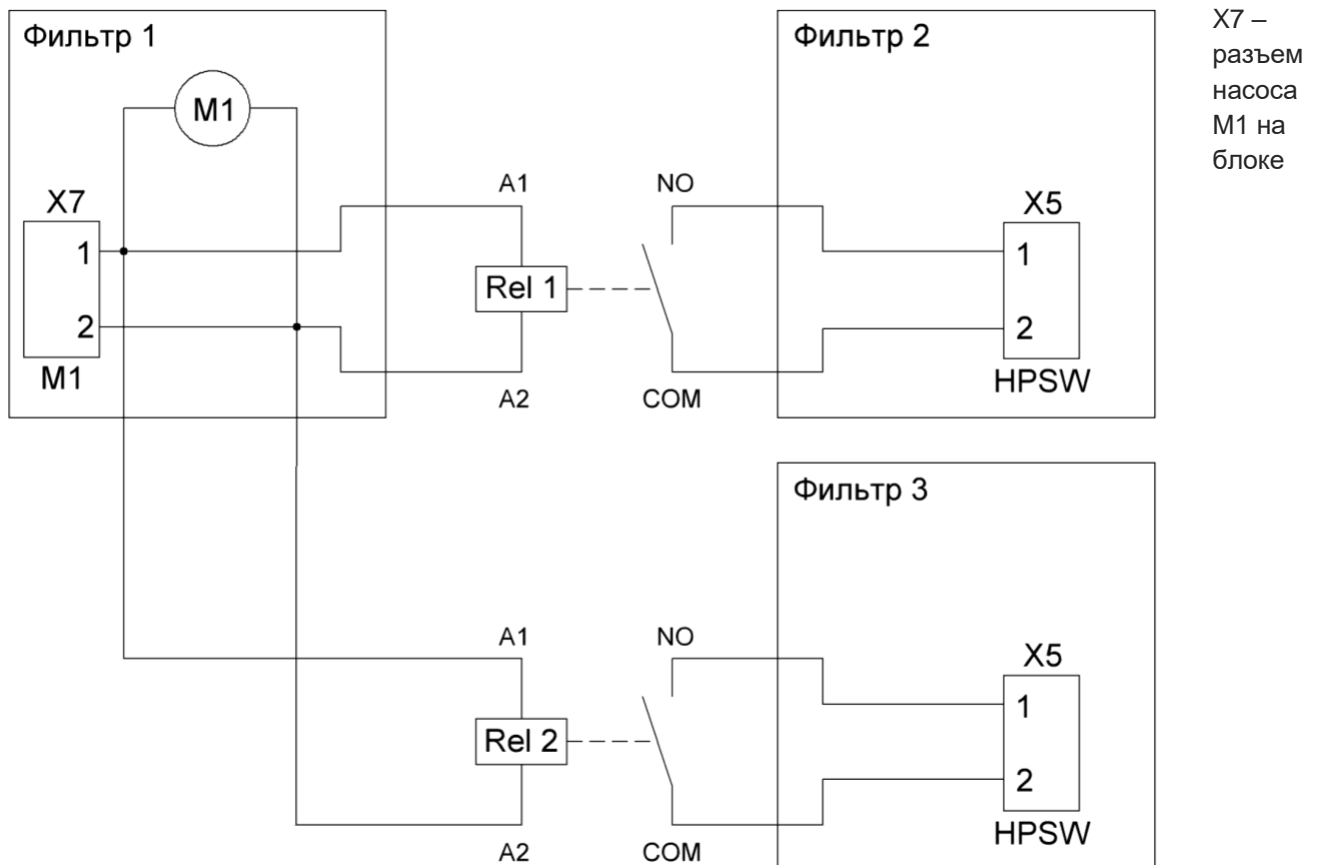 Фильтр 1
M1
X7
1
2
M1
A1
Rel 1
A2
NO
COM
Фильтр 2
X5
1
2
HPSW
X7 –
разъем
насоса
M1 на
блоке
A1
Rel 2
A2
NO
COM
Фильтр 3
X5
1
2
HPSW